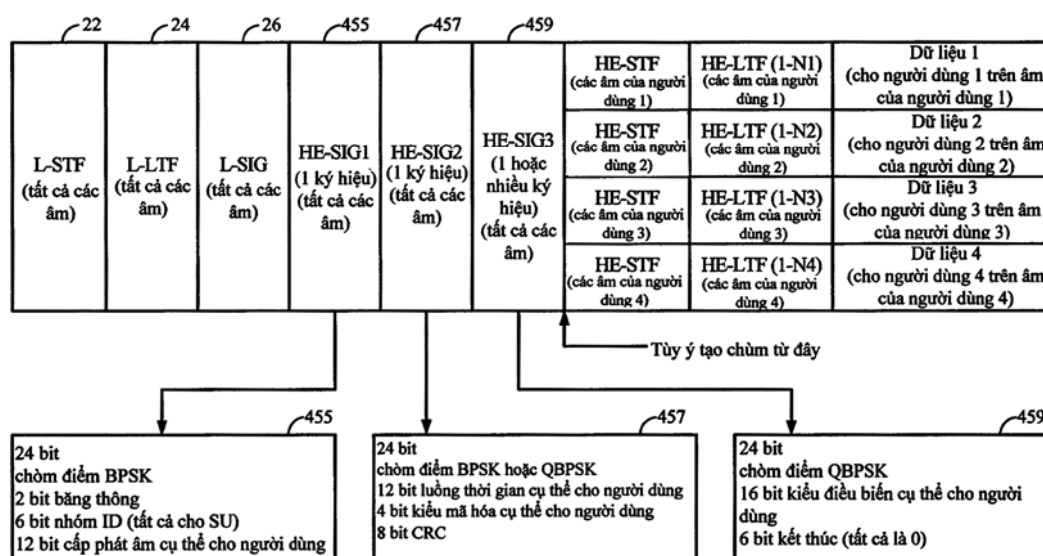 22
24
26
455
457
459
L-STF
(tất cả các
âm)
L-LTF
(tất cả các
âm)
L-SIG
(tất cả các
âm)
HE-SIG1
(1 ký hiệu)
(tất cả các
âm)
HE-SIG2
(1 ký hiệu)
(tất cả các
âm)
HE-SIG3
(1 hoặc
nhiều ký
hiệu)
(tất cả các
âm)
HE-STF
(các âm của người
dùng 1)
HE-LTF (1-N1)
(các âm của người
dùng 1)
Dữ liệu 1
(cho người dùng 1 trên âm
của người dùng 1)
HE-STF
(các âm của người
dùng 2)
HE-LTF (1-N2)
(các âm của người
dùng 2)
Dữ liệu 2
(cho người dùng 2 trên âm
của người dùng 2)
HE-STF
(các âm của người
dùng 3)
HE-LTF (1-N3)
(các âm của người
dùng 3)
Dữ liệu 3
(cho người dùng 3 trên âm
của người dùng 3)
HE-STF
(các âm của người
dùng 4)
HE-LTF (1-N4)
(các âm của người
dùng 4)
Dữ liệu 4
(cho người dùng 4 trên âm
của người dùng 4)
Tùy ý tạo chùm từ đây
455
24 bit
chòm điểm BPSK
2 bit băng thông
6 bit nhóm ID (tất cả cho SU)
12 bit cấp phát âm cụ thể cho người dùng
457
24 bit
chòm điểm BPSK hoặc QBPSK
12 bit luồng thời gian cụ thể cho người dùng
4 bit kiểu mã hóa cụ thể cho người dùng
8 bit CRC
459
24 bit
chòm điểm QBPSK
16 bit kiểu điều biến cụ thể cho người
dùng
6 bit kết thúc (tất cả là 0)